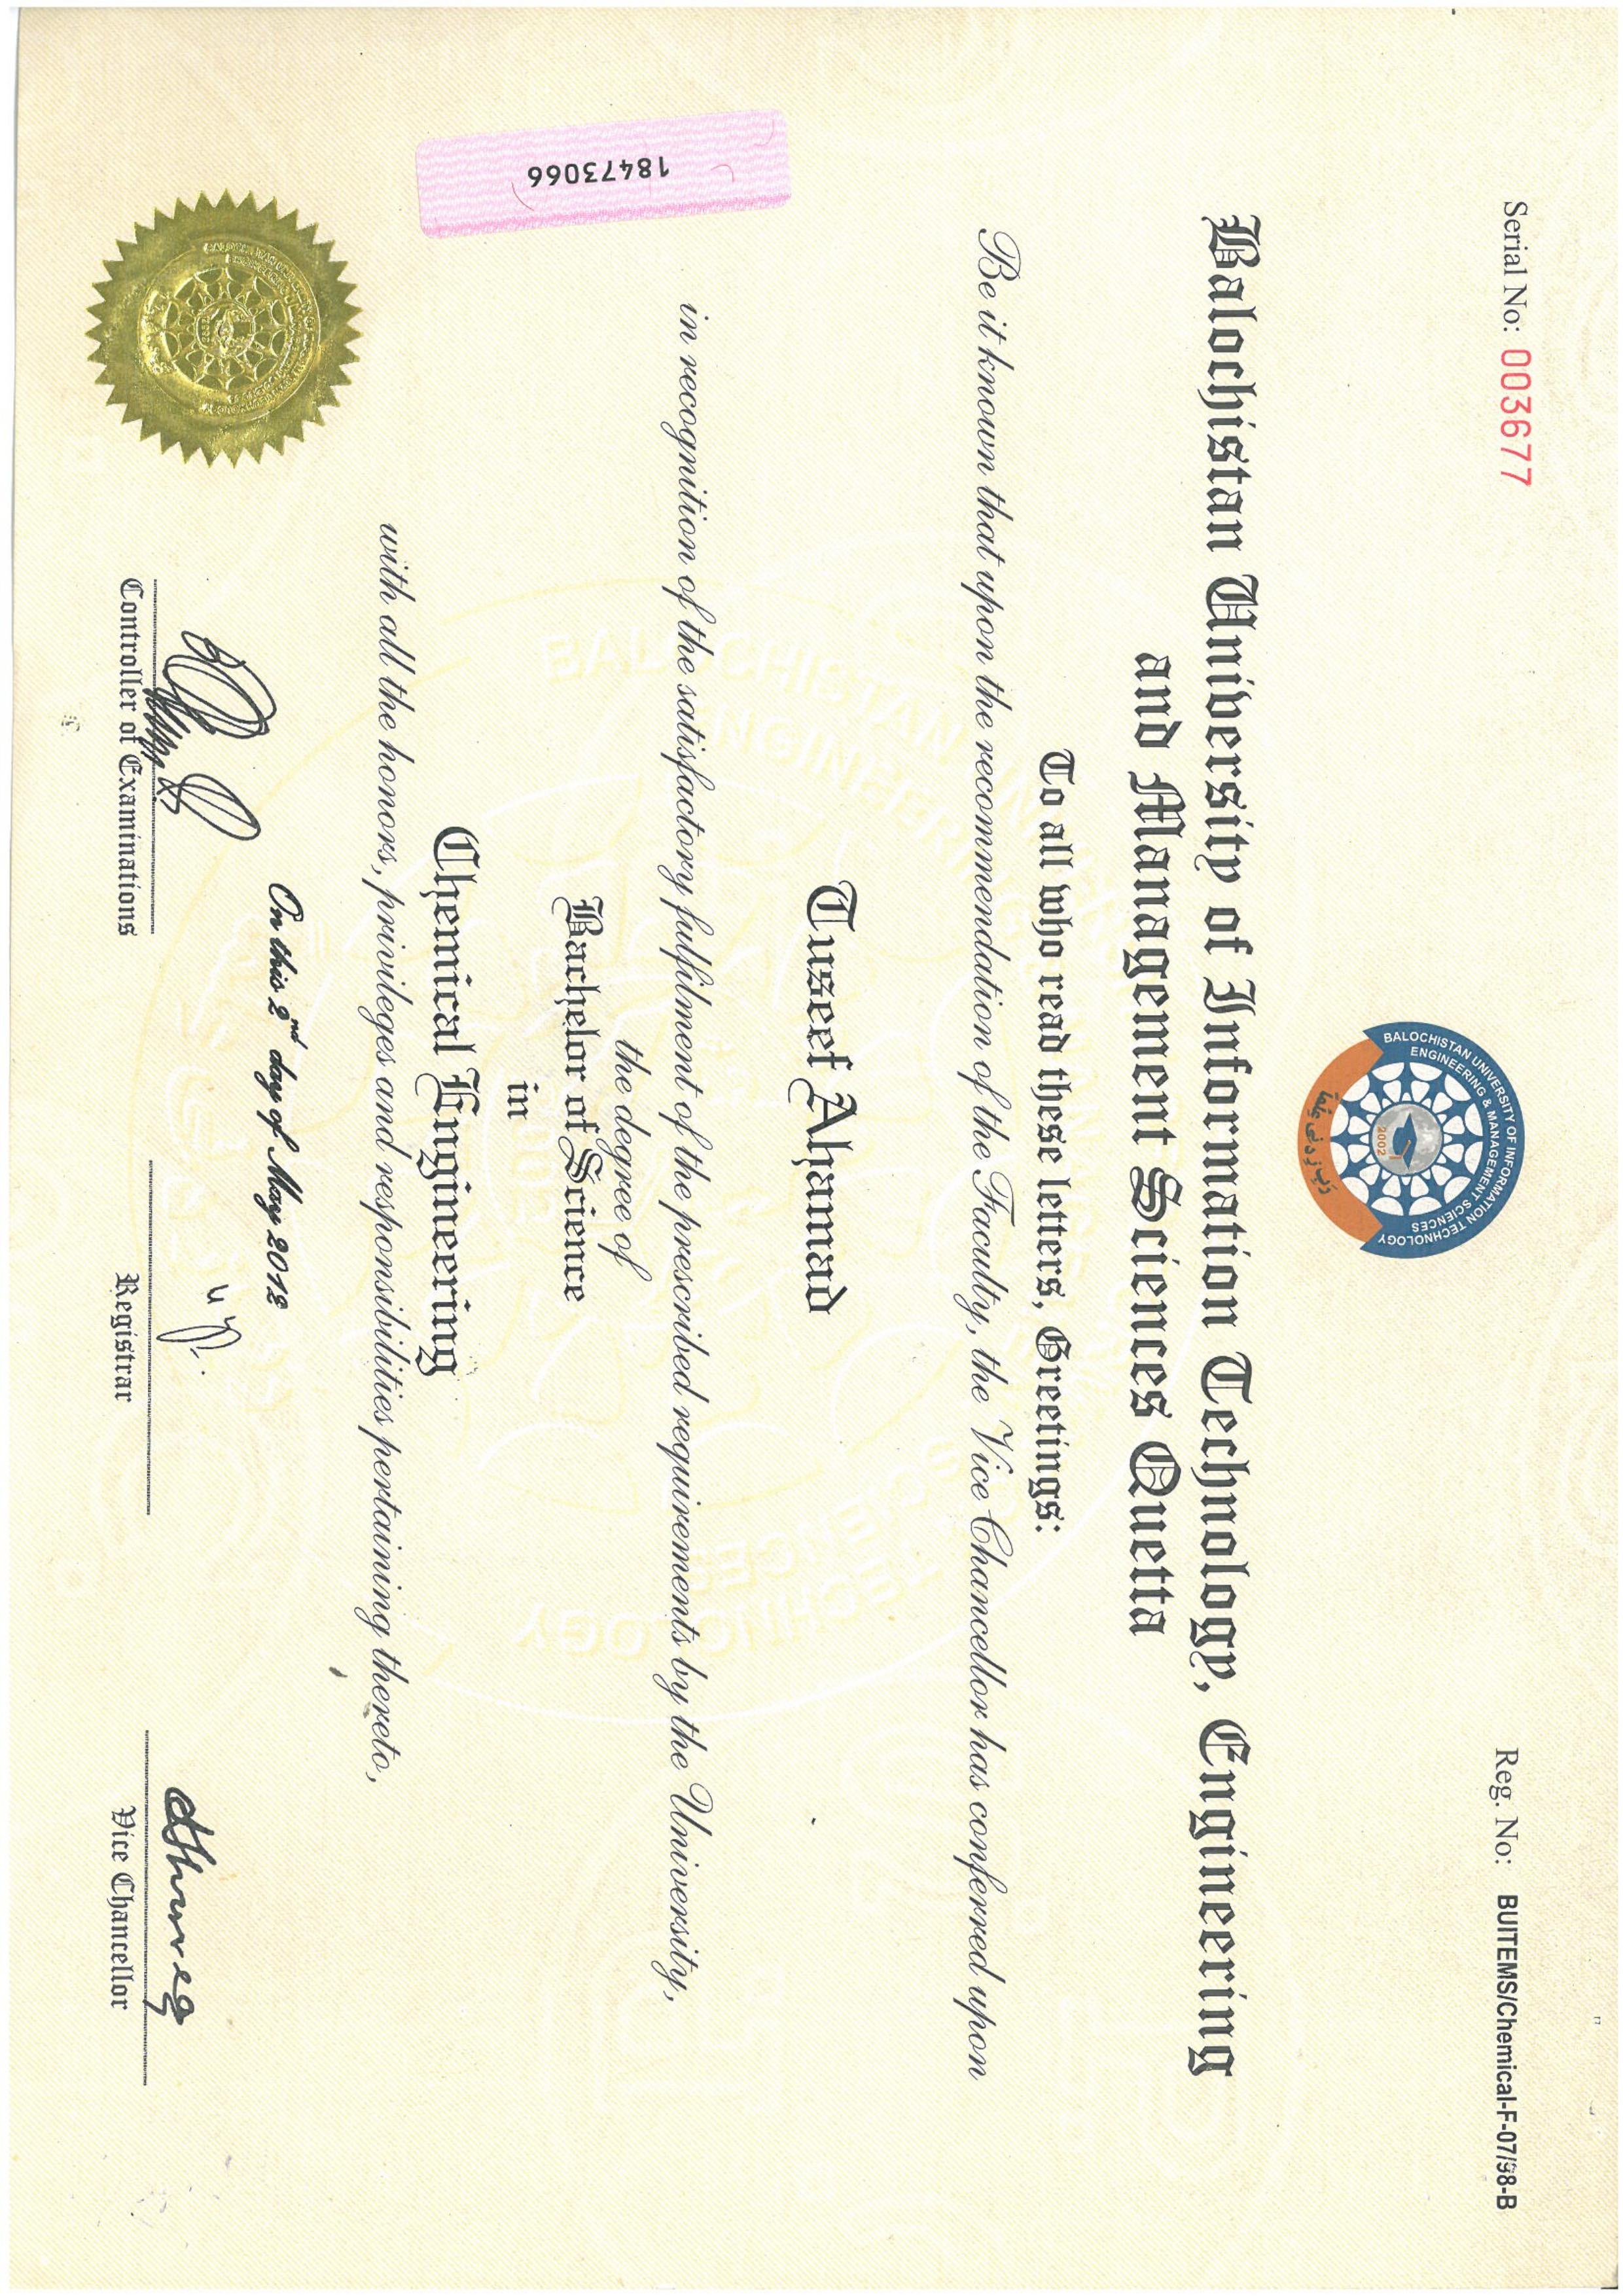 Serial No: 003677
Reg. No: BUITEMS/Chemical-F-07/98-B
BALOCHISTAN UNIVERSITY OF INFORMATION TECHNOLOGY
ENGINEERING & MANAGEMENT SCIENCES
2002
Balochistan University of Information Technology, Engineering
and Management Sciences Quetta
To all who read these letters, Greetings:
Be it known that upon the recommendation of the Faculty, the Vice Chancellor has conferred upon
Tuseef Ahamad
in recognition of the satisfactory fulfilment of the prescribed requirements by the University,
the degree of
Bachelor of Science
in
Chemical Engineering
with all the honors, privileges and responsibilities pertaining thereto,
On this 2nd day of May 2012
18473066
Controller of Examinations
Registrar
Vice Chancellor